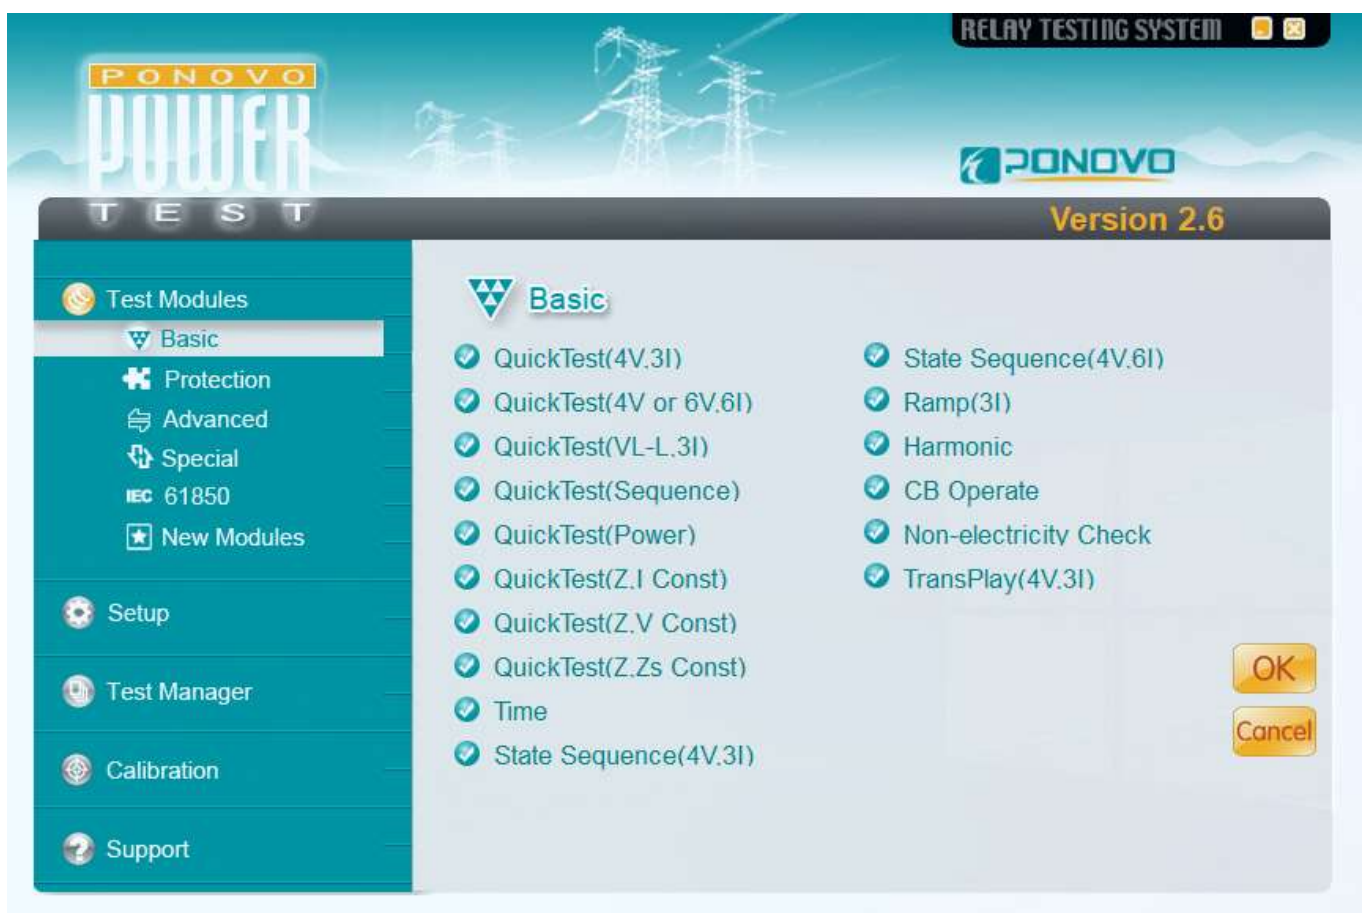 RELAY TESTING SYSTEM
PONOVO
POWER
TEST
PONOVO
Version 2.6
Test Modules
Basic
Protection
Advanced
Special
IEC 61850
New Modules
Setup
Test Manager
Calibration
Support
Basic
QuickTest(4V,3I)
QuickTest(4V or 6V,6I)
QuickTest(VL-L,3I)
QuickTest(Sequence)
QuickTest(Power)
QuickTest(Z,I Const)
QuickTest(Z,V Const)
QuickTest(Z,Zs Const)
Time
State Sequence(4V,3I)
State Sequence(4V,6I)
Ramp(3I)
Harmonic
CB Operate
Non-electricity Check
TransPlay(4V,3I)
OK
Cancel